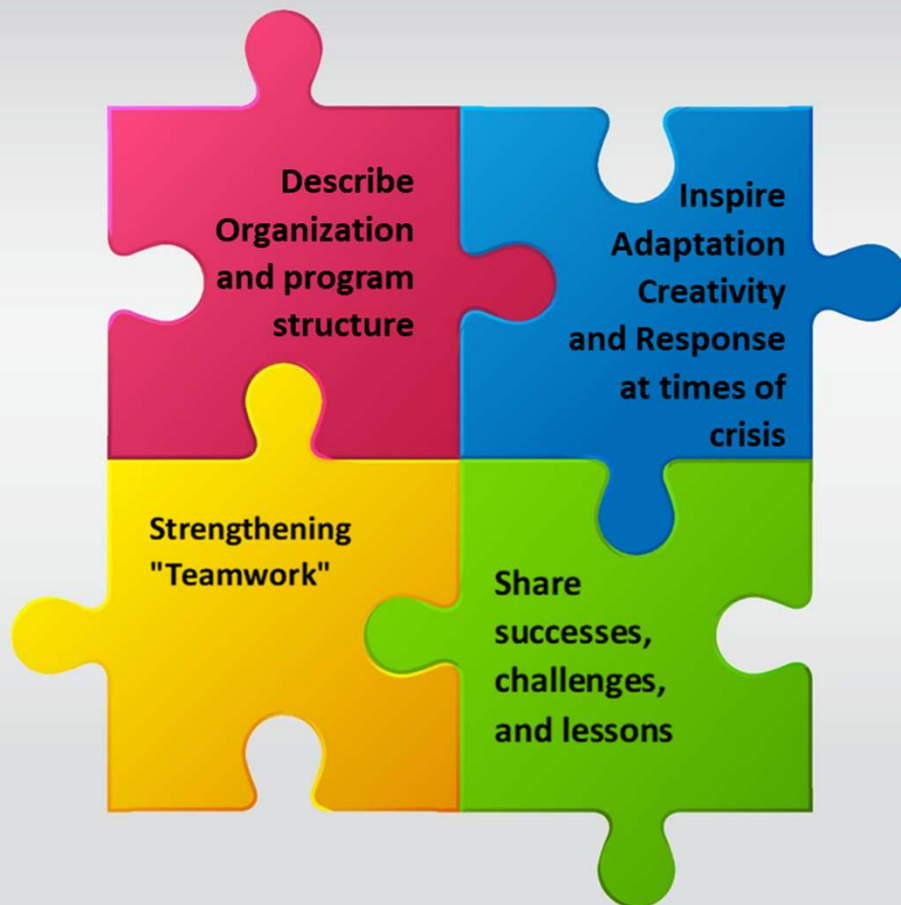 Describe
Organization
and program
structure
Inspire
Adaptation
Creativity
and Response
at times of
crisis
Strengthening
"Teamwork"
Share
successes,
challenges,
and lessons